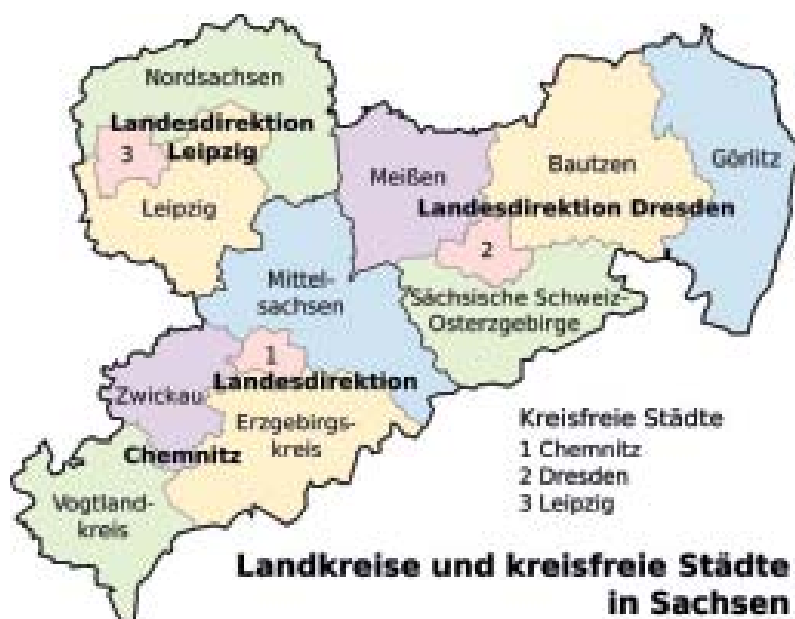 Nordsachsen
Landesdirektion
3 Leipzig
Leipzig
Meißen
Bautzen
Görlitz
Landesdirektion Dresden
2
Mittel-
sachsen
Sächsische Schweiz-
Osterzgebirge
1
Landesdirektion
Zwickau
Erzgebirgs-
kreis
Chemnitz
Vogtland-
kreis
Kreisfreie Städte
1 Chemnitz
2 Dresden
3 Leipzig
Landkreise und kreisfreie Städte
in Sachsen